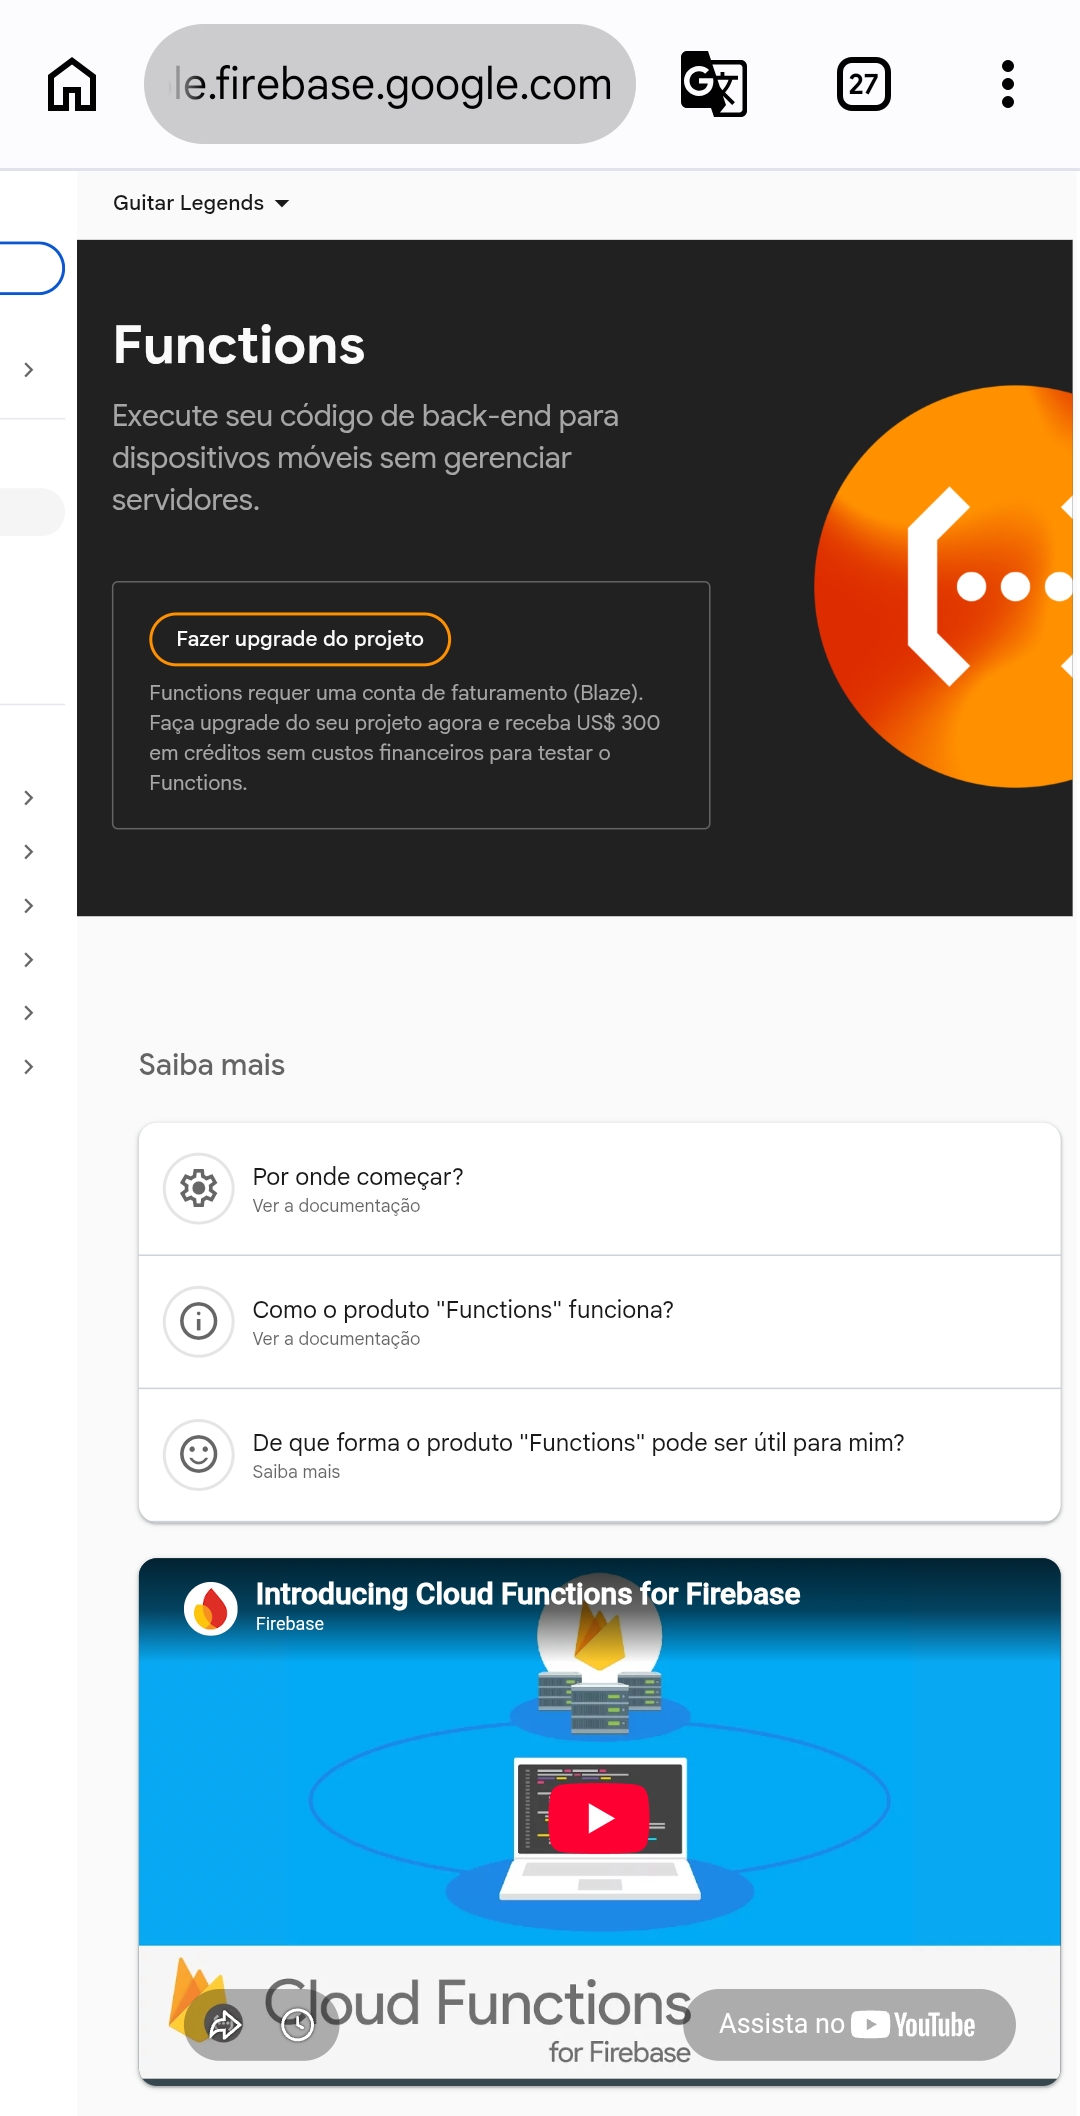 le.firebase.google.com
27
Guitar Legends
Functions
Execute seu código de back-end para
dispositivos móveis sem gerenciar
servidores.
Fazer upgrade do projeto
Functions requer uma conta de faturamento (Blaze).
Faça upgrade do seu projeto agora e receba US$ 300
em créditos sem custos financeiros para testar o
Functions.
Saiba mais
Por onde começar?
Ver a documentação
Como o produto "Functions" funciona?
Ver a documentação
De que forma o produto "Functions" pode ser útil para mim?
Saiba mais
Introducing Cloud Functions for Firebase
Firebase
Cloud Functions
for Firebase
Assista no YouTube